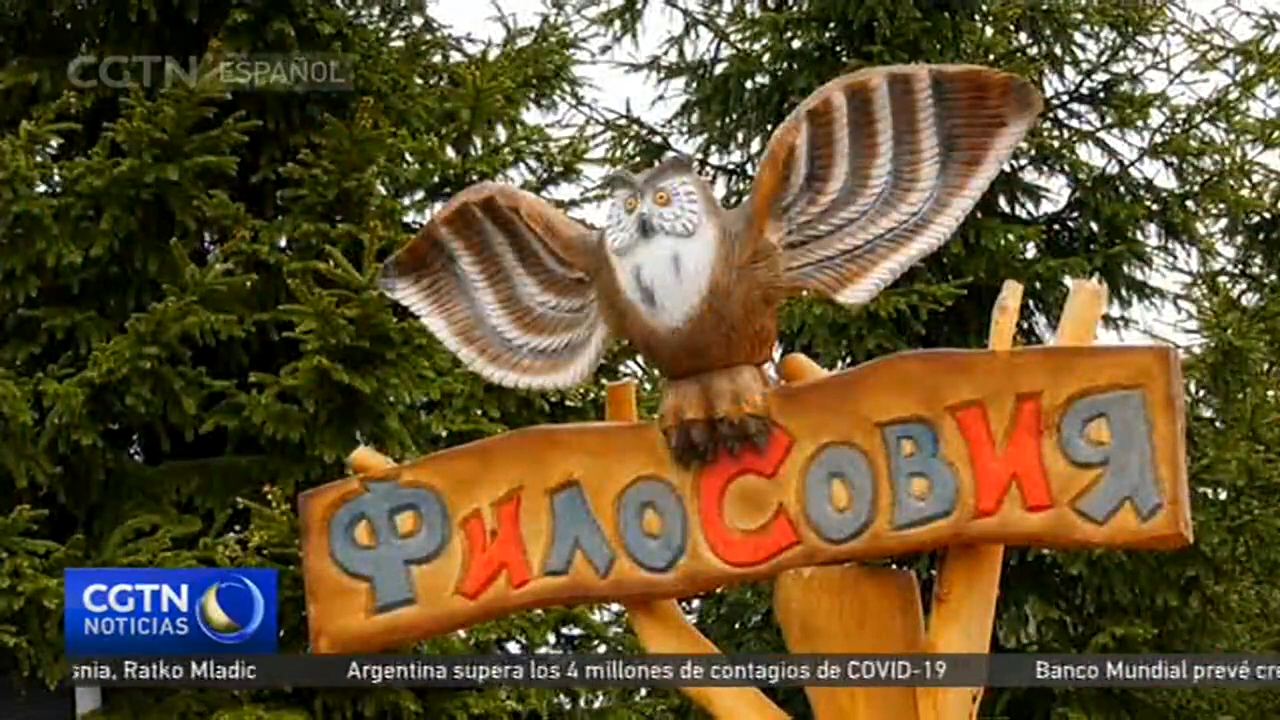 CGTN ESPAÑOL
ФилоСовия
CGTN
NOTICIAS
snia, Ratko Mladic Argentina supera los 4 millones de contagios de COVID-19 Banco Mundial prevé